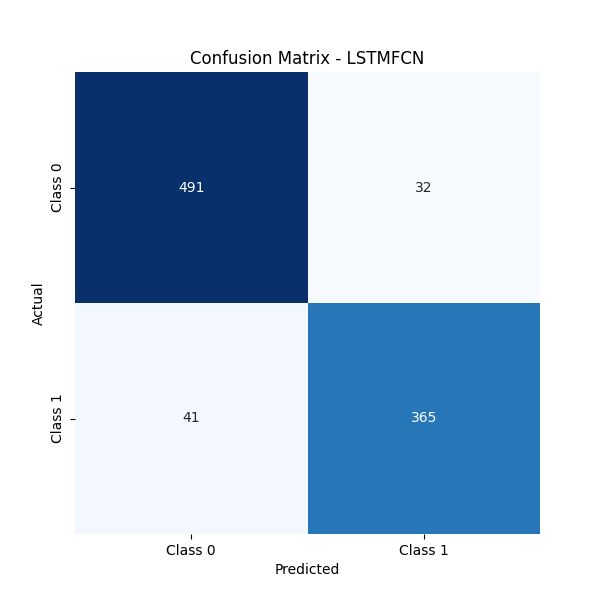 Confusion Matrix - LSTMFCN
Actual
Class 0
491
32
Class 1
41
365
Class 0
Class 1
Predicted